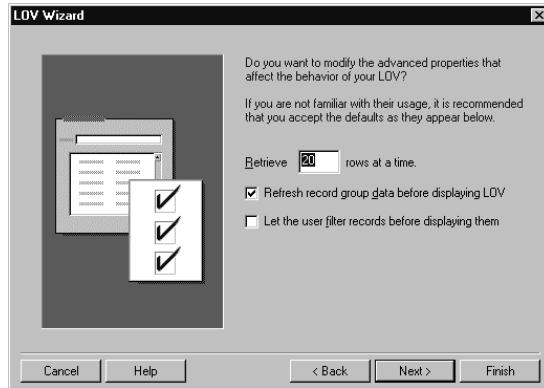 LOV Wizard
Do you want to modify the advanced properties that
affect the behavior of your LOV?
If you are not familiar with their usage, it is recommended
that you accept the defaults as they appear below.
Retrieve 20 rows at a time.
Refresh record group data before displaying LOV
Let the user filter records before displaying them
Cancel Help < Back Next > Finish